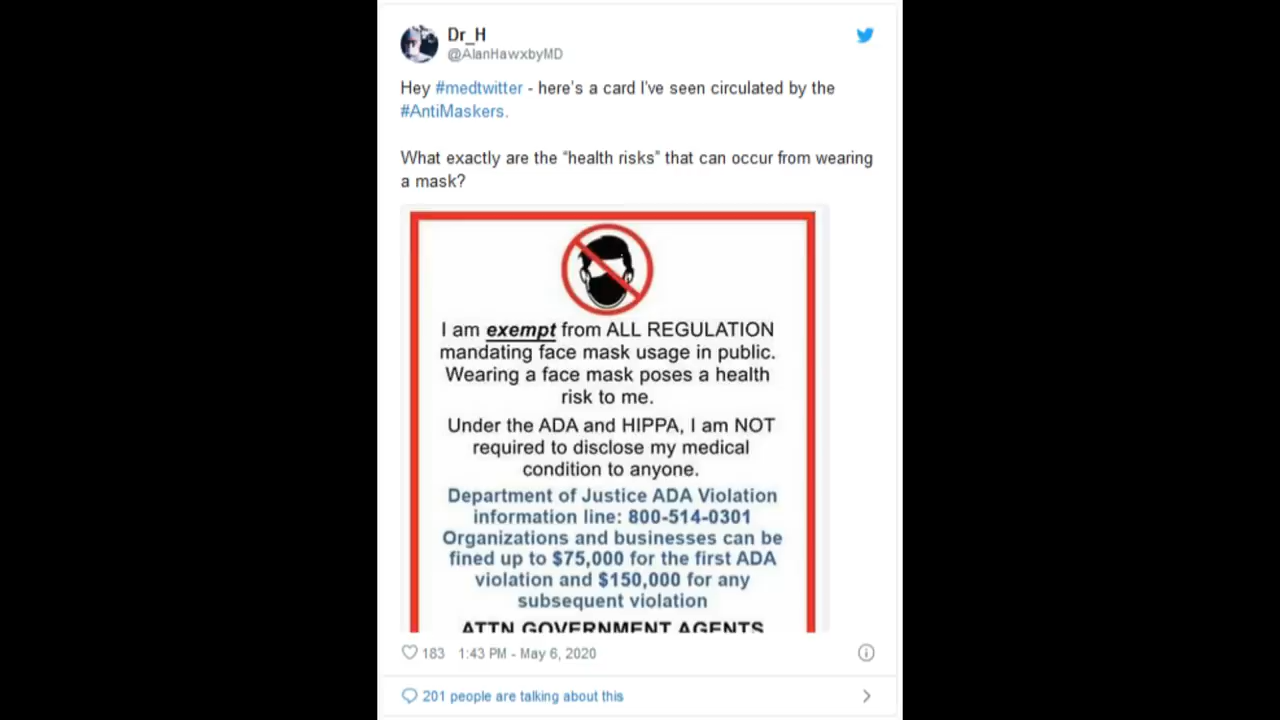 Dr_H
@AlanHawxbyMD
Hey #medtwitter - here's a card I've seen circulated by the
#AntiMaskers.
What exactly are the “health risks” that can occur from wearing
a mask?
I am exempt from ALL REGULATION
mandating face mask usage in public.
Wearing a face mask poses a health
risk to me.
Under the ADA and HIPPA, I am NOT
required to disclose my medical
condition to anyone.
Department of Justice ADA Violation
information line: 800-514-0301
Organizations and businesses can be
fined up to $75,000 for the first ADA
violation and $150,000 for any
subsequent violation
ATTN GOVERNMENT AGENTS
183 1:43 PM - May 6, 2020
201 people are talking about this